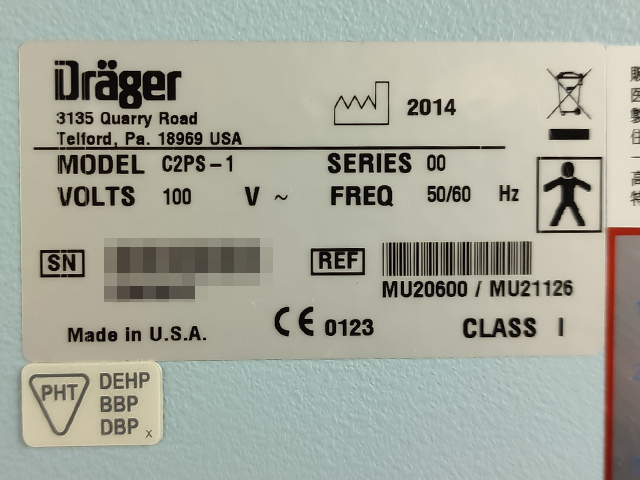 Dräger
3135 Quarry Road
Telford, Pa. 18969 USA
2014
MODEL C2PS-1 SERIES 00
VOLTS 100 V ~ FREQ 50/60 Hz
SN
REF
MU20600 / MU21126
Made in U.S.A. CE 0123 CLASS I
PHT
DEHP
BBP
DBP x